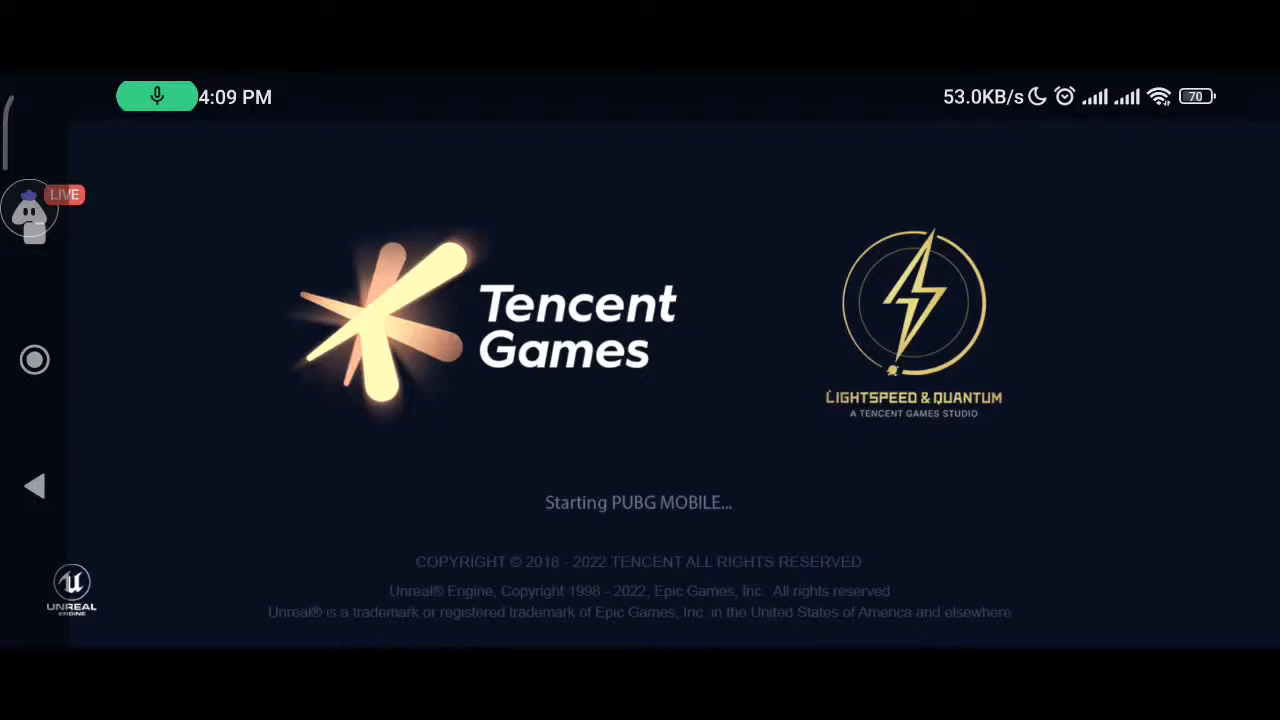 4:09 PM
53.0KB/s
70
LIVE
Tencent
Games
LIGHTSPEED & QUANTUM
A TENCENT GAMES STUDIO
Starting PUBG MOBILE...
COPYRIGHT © 2018 - 2022 TENCENT ALL RIGHTS RESERVED
Unreal® Engine, Copyright 1998 - 2022, Epic Games, Inc. All rights reserved
Unreal® is a trademark or registered trademark of Epic Games, Inc. in the United States of America and elsewhere
UNREAL
ENGINE